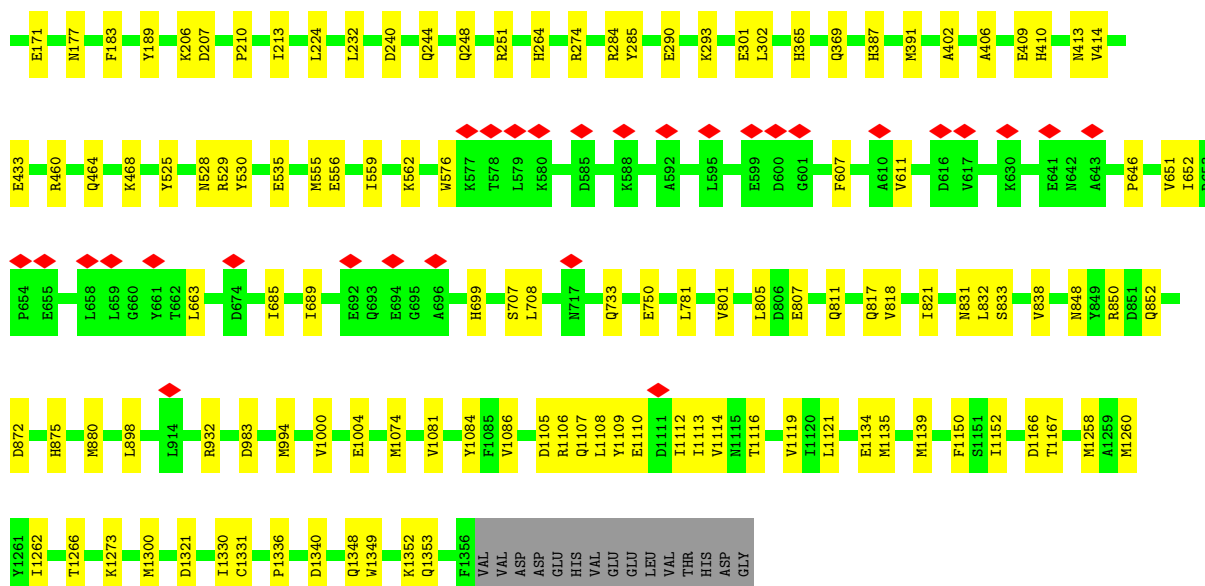 E171 N177 F183 Y189 K206 D207 P210 I213 L224 L232 D240 Q244 Q248 R251 H264 R274 R284 Y285 E290 K293 E301 L302 H365 Q369 H387 M391 A402 A406 E409 H410 N413 V414
E433 R460 Q464 K468 Y525 N528 R529 Y530 E535 M555 E556 I559 K562 W576 K577 T578 L579 K580 D585 K588 A592 L595 E599 D600 G601 F607 A610 V611 D616 V617 K630 E641 N642 A643 P646 V651 I652
P654 E655 L658 L659 G660 Y661 T662 L663 D674 I685 I689 E692 Q693 E694 G695 A696 H699 S707 L708 N717 Q733 E750 L781 V801 L805 D806 E807 Q811 Q817 V818 I821 N831 L832 S833 V838 N848 Y849 R850 D851 Q852
D872 H875 M880 L898 L914 R932 D983 M994 V1000 E1004 M1074 V1081 Y1084 F1085 V1086 D1105 R1106 Q1107 L1108 Y1109 E1110 D1111 I1112 I1113 V1114 N1115 T1116 V1119 I1120 L1121 E1134 M1135 M1139 F1150 S1151 I1152 D1166 T1167 M1258 A1259 M1260
Y1261 I1262 T1266 K1273 M1300 D1321 I1330 C1331 P1336 D1340 Q1348 W1349 K1352 Q1353 F1356 VAL VAL ASP ASP GLU HIS VAL GLU GLU LEU VAL THR HIS ASP GLY